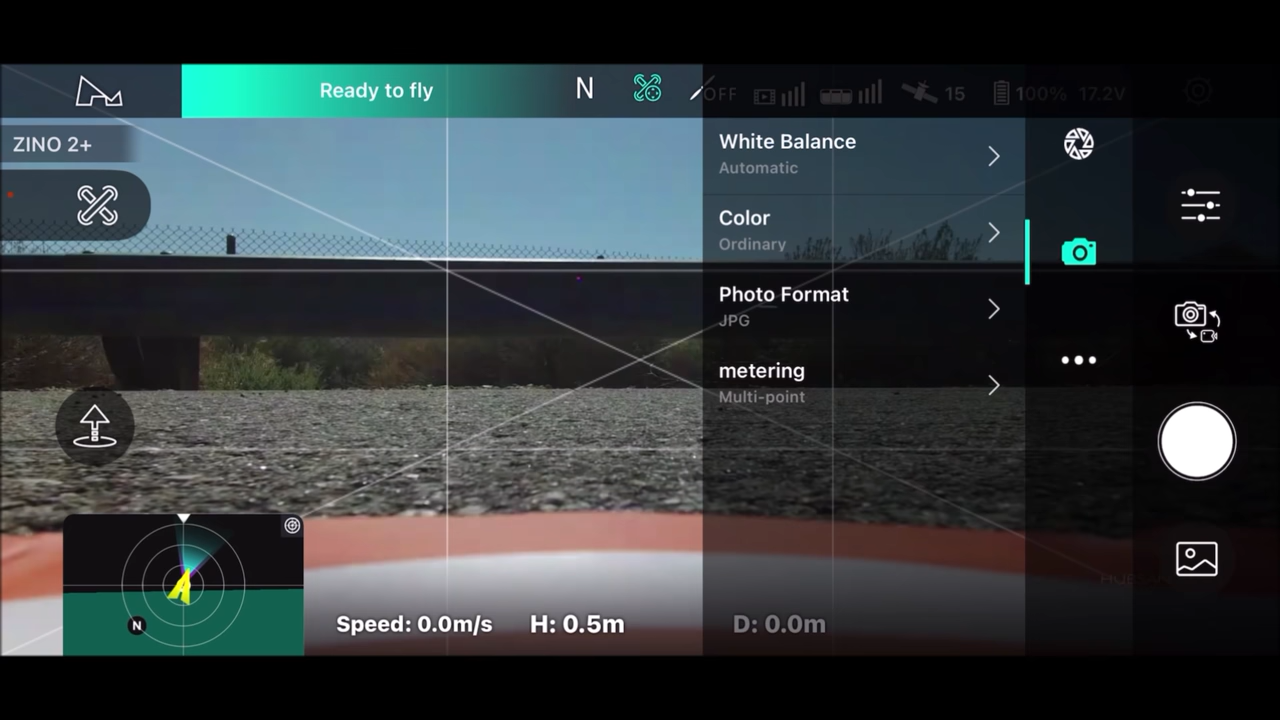 Ready to fly
N
OFF
15
100% 17.2V
ZINO 2+
White Balance
Automatic
Color
Ordinary
Photo Format
JPG
metering
Multi-point
N
Speed: 0.0m/s
H: 0.5m
D: 0.0m